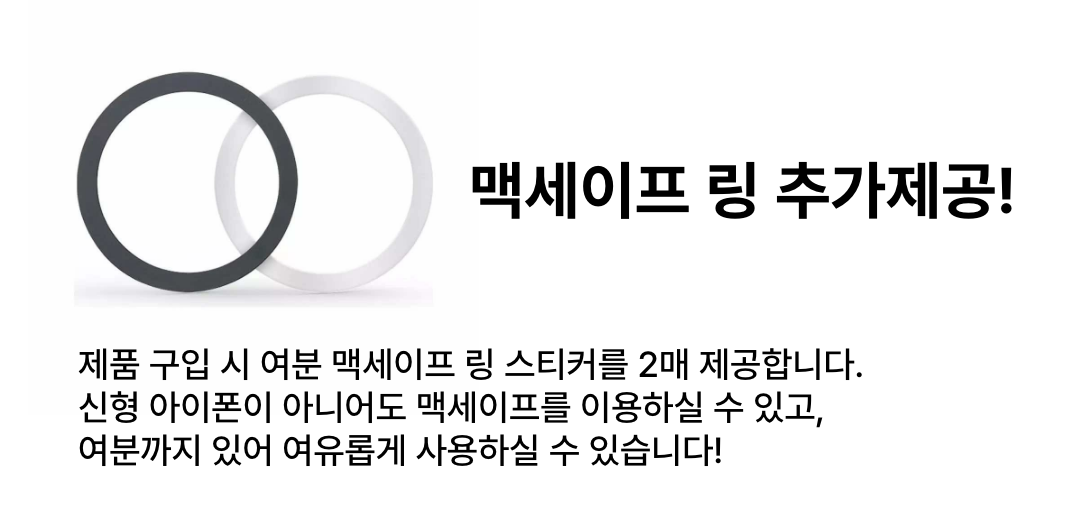 맥세이프 링 추가제공!
제품 구입 시 여분 맥세이프 링 스티커를 2매 제공합니다.
신형 아이폰이 아니어도 맥세이프를 이용하실 수 있고,
여분까지 있어 여유롭게 사용하실 수 있습니다!